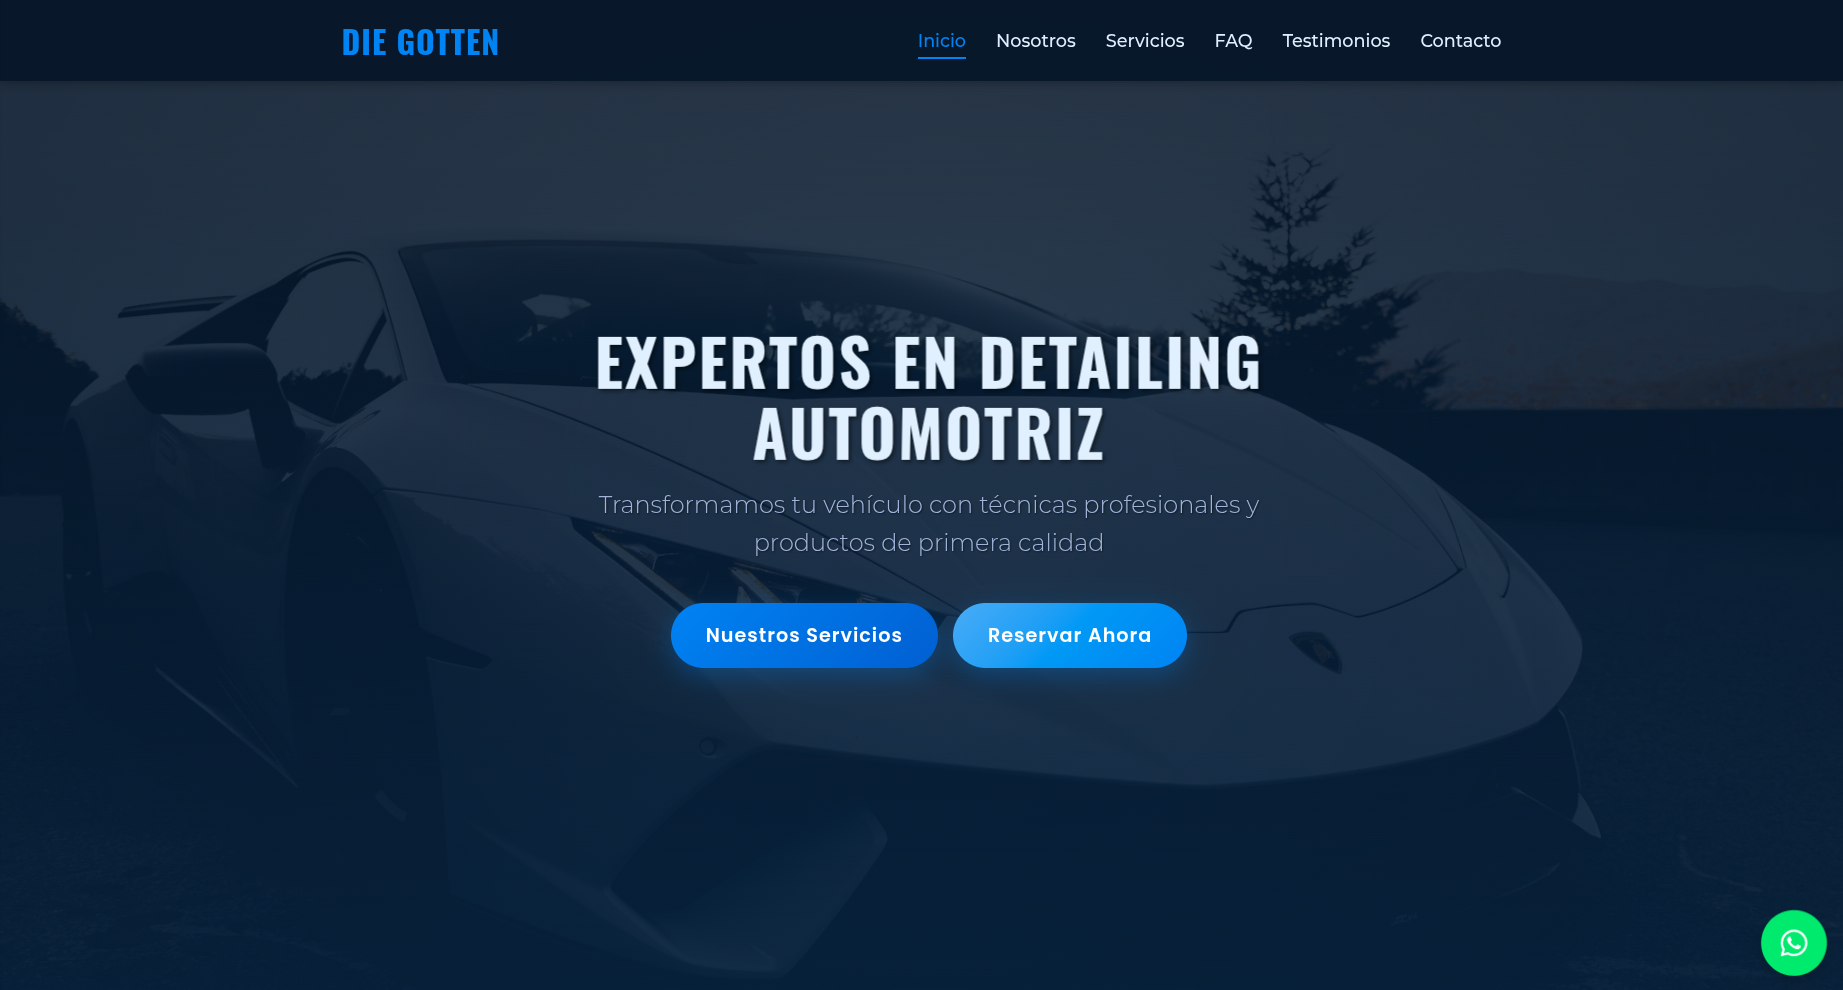 DIE GOTTEN
Inicio Nosotros Servicios FAQ Testimonios Contacto
EXPERTOS EN DETAILING
AUTOMOTRIZ
Transformamos tu vehículo con técnicas profesionales y
productos de primera calidad
Nuestros Servicios
Reservar Ahora